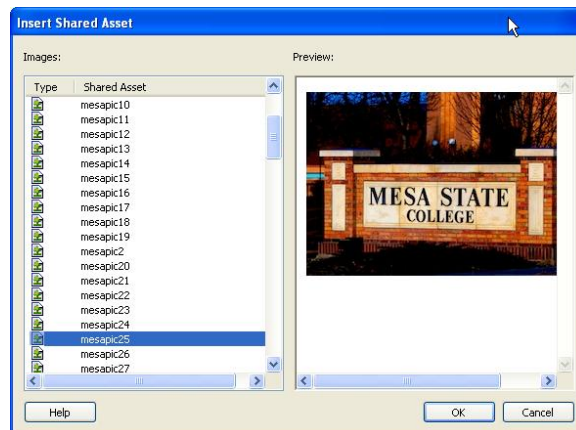 Insert Shared Asset
Images:
Preview:
Type Shared Asset
mesapic10
mesapic11
mesapic12
mesapic13
mesapic14
mesapic15
mesapic16
mesapic17
mesapic18
mesapic19
mesapic2
mesapic20
mesapic21
mesapic22
mesapic23
mesapic24
mesapic25
mesapic26
mesapic27
MESA STATE
COLLEGE
Help
OK
Cancel